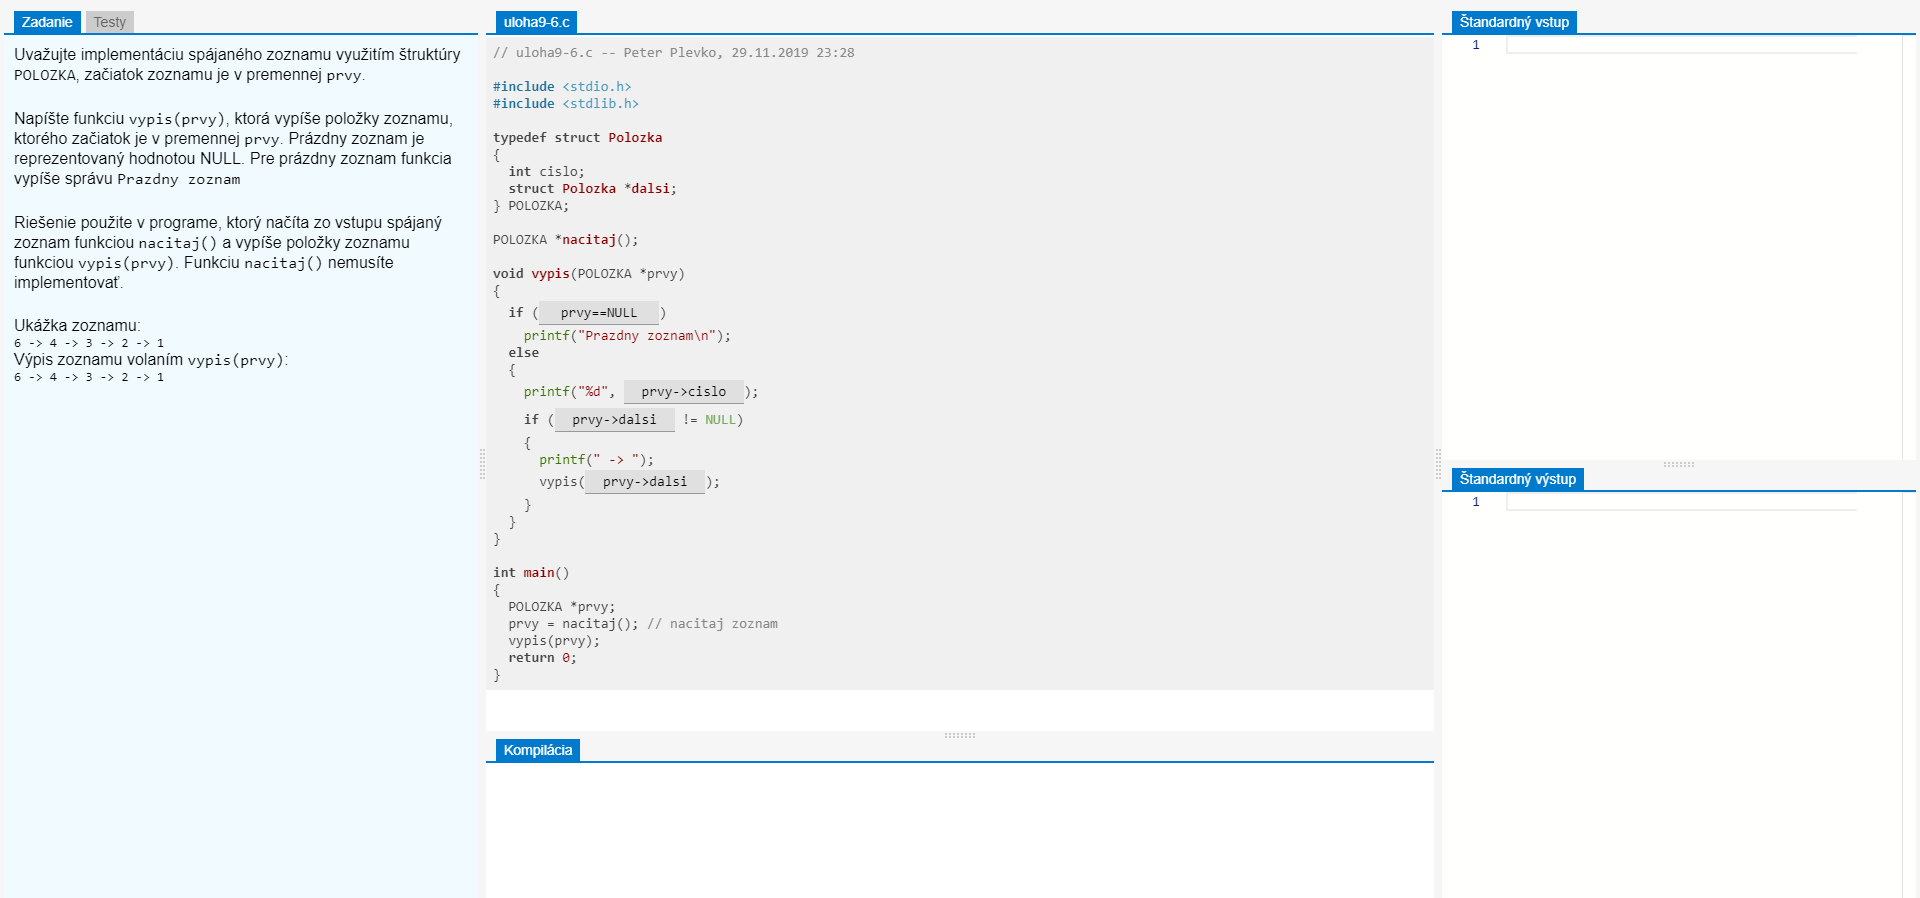 Zadanie Testy
Uvažujte implementáciu spájaného zoznamu využitím štruktúry
POLOZKA, začiatok zoznamu je v premennej prvy.
Napíšte funkciu vypis(prvy), ktorá vypíše položky zoznamu,
ktorého začiatok je v premennej prvy. Prázdny zoznam je
reprezentovaný hodnotou NULL. Pre prázdny zoznam funkcia
vypíše správu Prazdny zoznam
Riešenie použite v programe, ktorý načíta zo vstupu spájaný
zoznam funkciou nacitaj() a vypíše položky zoznamu
funkciou vypis(prvy). Funkciu nacitaj() nemusíte
implementovať.
Ukážka zoznamu:
6 -> 4 -> 3 -> 2 -> 1
Výpis zoznamu volaním vypis(prvy):
6 -> 4 -> 3 -> 2 -> 1
uloha9-6.c
// uloha9-6.c -- Peter Plevko, 29.11.2019 23:28
#include <stdio.h>
#include <stdlib.h>
typedef struct Polozka
{
int cislo;
struct Polozka *dalsi;
} POLOZKA;
POLOZKA *nacitaj();
void vypis(POLOZKA *prvy)
{
if ( prvy==NULL )
printf("Prazdny zoznam\n");
else
{
printf("%d", prvy->cislo );
if ( prvy->dalsi != NULL)
{
printf(" -> ");
vypis( prvy->dalsi );
}
}
}
int main()
{
POLOZKA *prvy;
prvy = nacitaj(); // nacitaj zoznam
vypis(prvy);
return 0;
}
Kompilácia
Štandardný vstup
1
Štandardný výstup
1